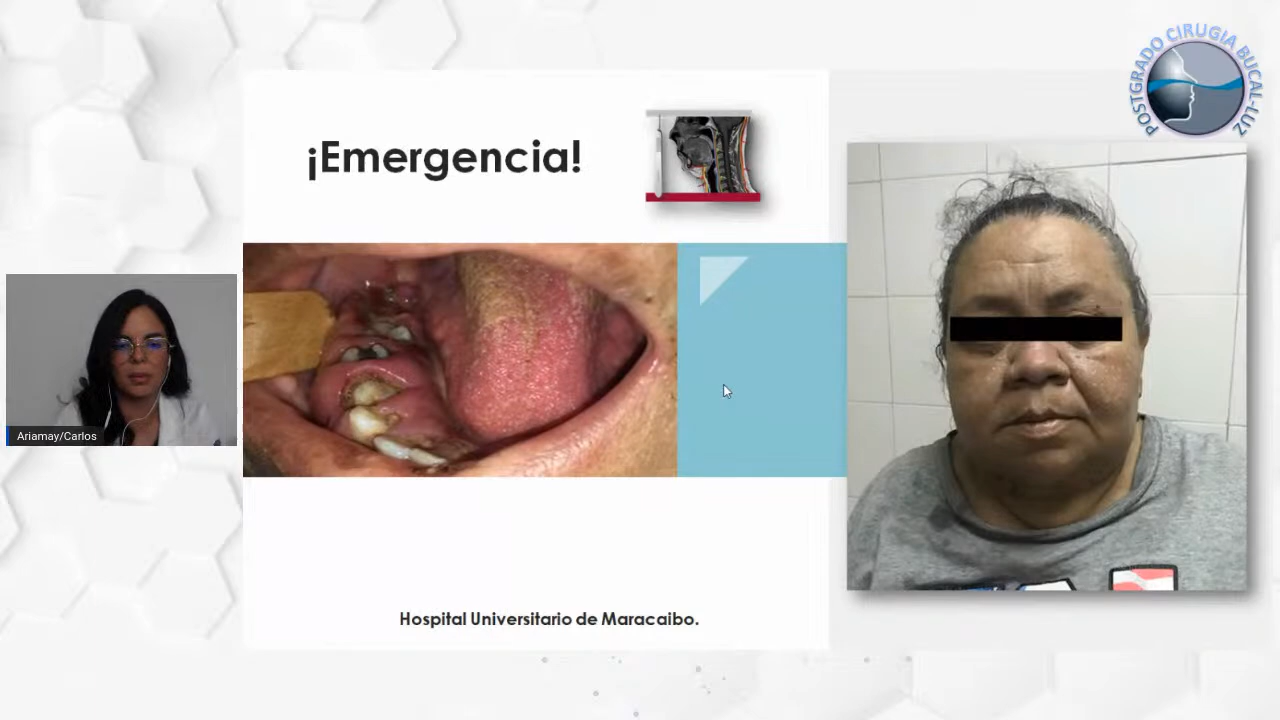 POSTGRADO CIRUGIA BUCAL-LUZ
¡Emergencia!
Ariamay/Carlos
Hospital Universitario de Maracaibo.